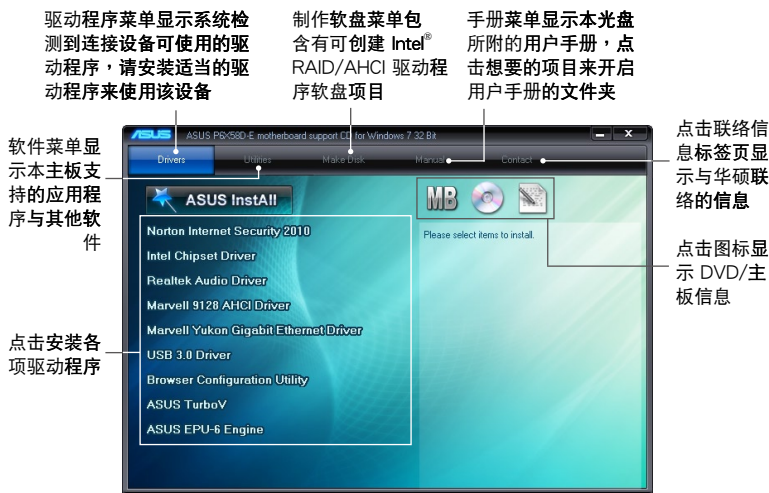 驱动程序菜单显示系统检
测到连接设备可使用的驱
动程序，请安装适当的驱
动程序来使用该设备
制作软盘菜单包
含有可创建 Intel®
RAID/AHCI 驱动程
序软盘项目
手册菜单显示本光盘
所附的用户手册，点
击想要的项目来开启
用户手册的文件夹
软件菜单显
示本主板支
持的应用程
序与其他软
件
点击安装各
项驱动程序
点击联络信
息标签页显
示与华硕联
络的信息
点击图标显
示 DVD/主
板信息
ASUS ASUS P6X58D-E motherboard support CD for Windows 7 32 Bit
Drivers Utilities Make Disk Manual Contact
ASUS InstAll
MB
Norton Internet Security 2010
Intel Chipset Driver
Realtek Audio Driver
Marvell 9128 AHCI Driver
Marvell Yukon Gigabit Ethernet Driver
USB 3.0 Driver
Browser Configuration Utility
ASUS TurboV
ASUS EPU-6 Engine
Please select items to install.